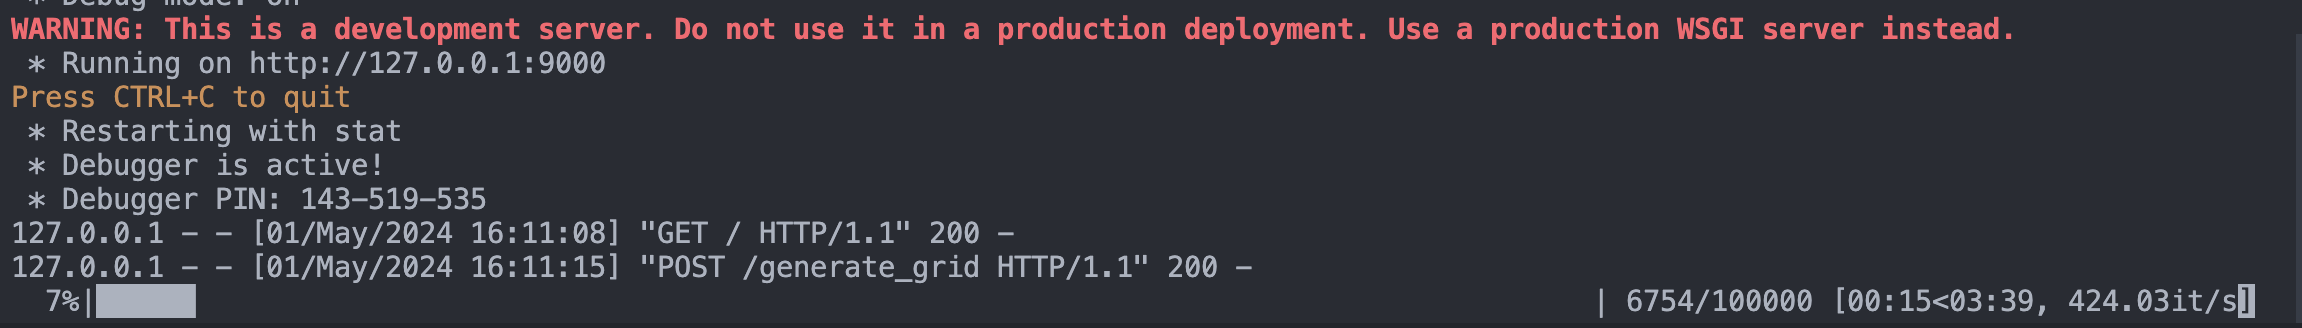 * Debug mode: on
WARNING: This is a development server. Do not use it in a production deployment. Use a production WSGI server instead.
* Running on http://127.0.0.1:9000
Press CTRL+C to quit
* Restarting with stat
* Debugger is active!
* Debugger PIN: 143-519-535
127.0.0.1 - - [01/May/2024 16:11:08] "GET / HTTP/1.1" 200 -
127.0.0.1 - - [01/May/2024 16:11:15] "POST /generate_grid HTTP/1.1" 200 -
7%| | 6754/100000 [00:15<03:39, 424.03it/s]